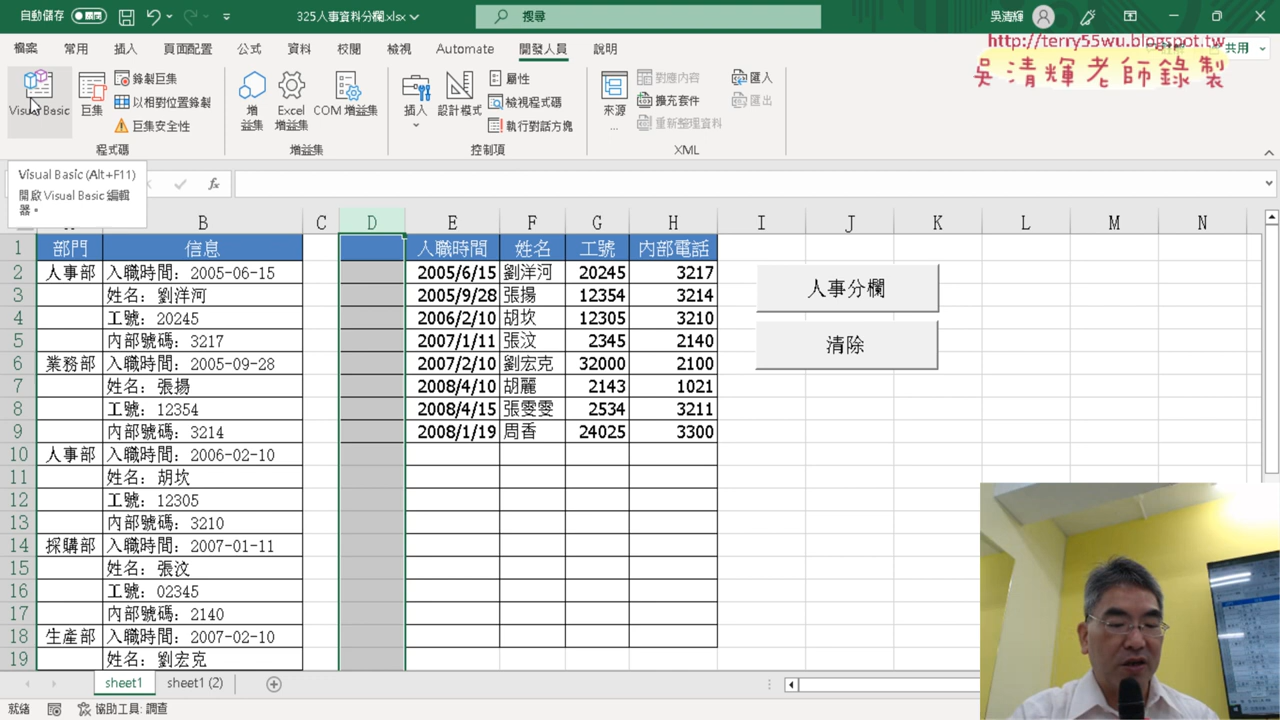 自動儲存
325人事資料分欄.xlsx
搜尋
吳清輝
http://terry55wu.blogspot.tw
吳清輝老師錄製
共用
檔案 常用 插入 頁面配置 公式 資料 校閱 檢視 Automate 開發人員 說明
Visual Basic
巨集
錄製巨集
以相對位置錄製
巨集安全性
程式碼
增益集
Excel 增益集
COM 增益集
增益集
插入
設計模式
屬性
檢視程式碼
執行對話方塊
控制項
來源
...
對應內容
擴充套件
重新整理資料
匯入
匯出
XML
Visual Basic (Alt+F11)
開啟 Visual Basic 編輯器。
fx
B C D E F G H I J K L M N
1 部門 信息 入職時間 姓名 工號 內部電話
2 人事部 入職時間: 2005-06-15 2005/6/15 劉洋河 20245 3217
3 姓名: 劉洋河 2005/9/28 張揚 12354 3214
4 工號: 20245 2006/2/10 胡坎 12305 3210
5 內部號碼: 3217 2007/1/11 張汶 2345 2140
6 業務部 入職時間: 2005-09-28 2007/2/10 劉宏克 32000 2100
7 姓名: 張揚 2008/4/10 胡麗 2143 1021
8 工號: 12354 2008/4/15 張雯雯 2534 3211
9 內部號碼: 3214 2008/1/19 周香 24025 3300
人事分欄
清除
10 人事部 入職時間: 2006-02-10
11 姓名: 胡坎
12 工號: 12305
13 內部號碼: 3210
14 採購部 入職時間: 2007-01-11
15 姓名: 張汶
16 工號: 02345
17 內部號碼: 2140
18 生產部 入職時間: 2007-02-10
19 姓名: 劉宏克
sheet1 sheet1 (2)
就緒 協助工具: 調查